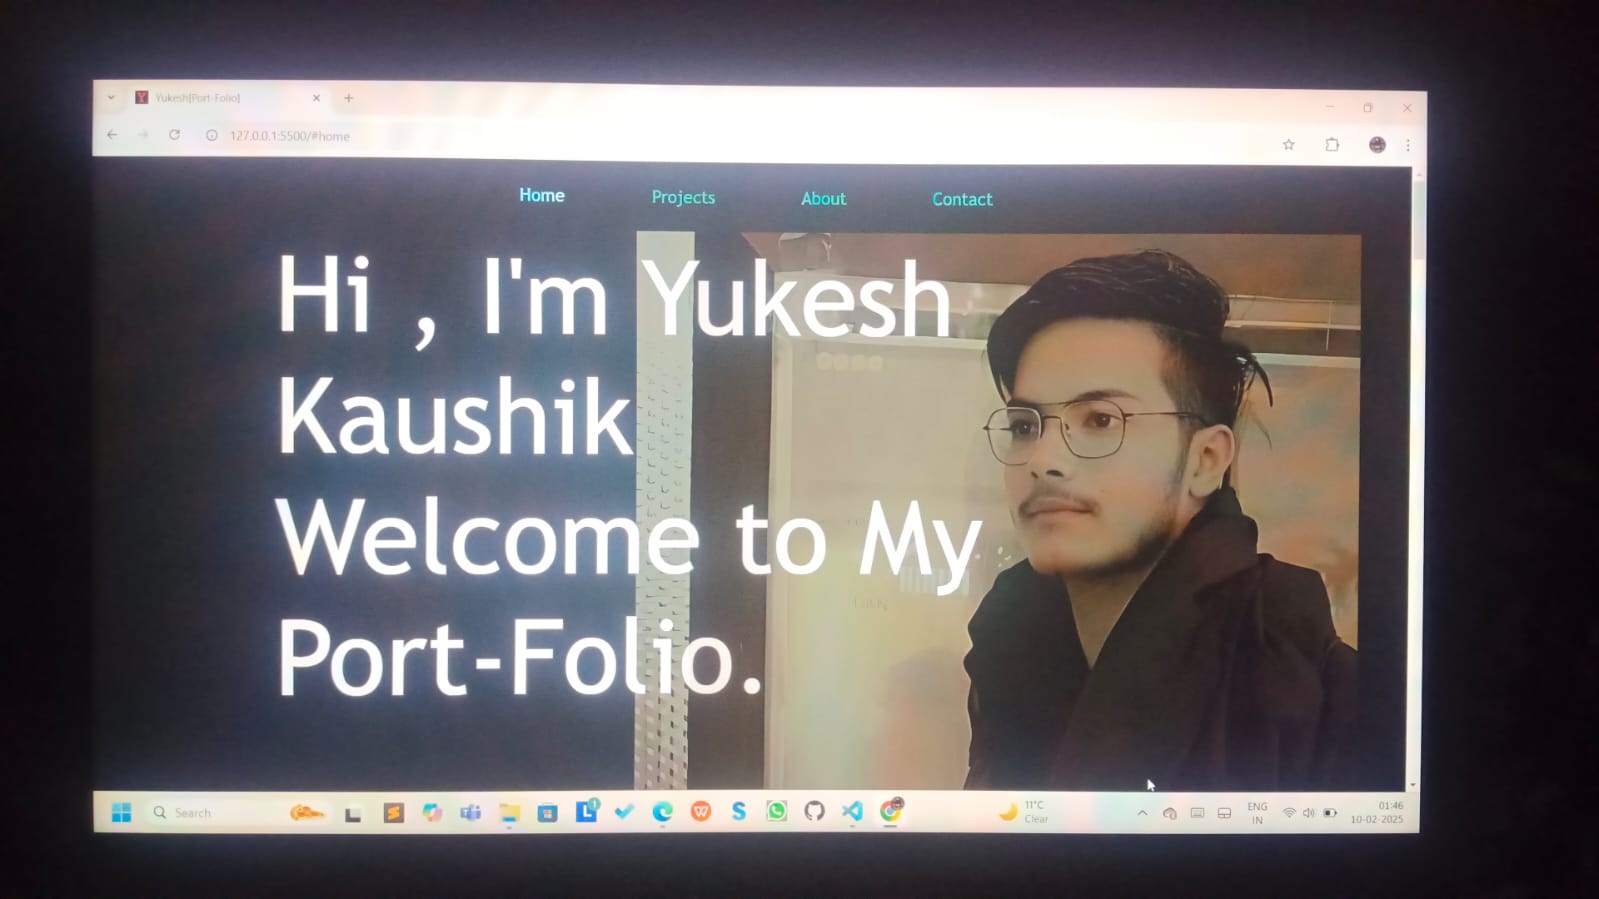 Yukesh|Port-Folio|
127.0.0.1:5500/#home
Home Projects About Contact
Hi , I'm Yukesh
Kaushik
Welcome to My
Port-Folio.
Search
1
11°C
Clear
ENG
IN
01:46
10-02-2025